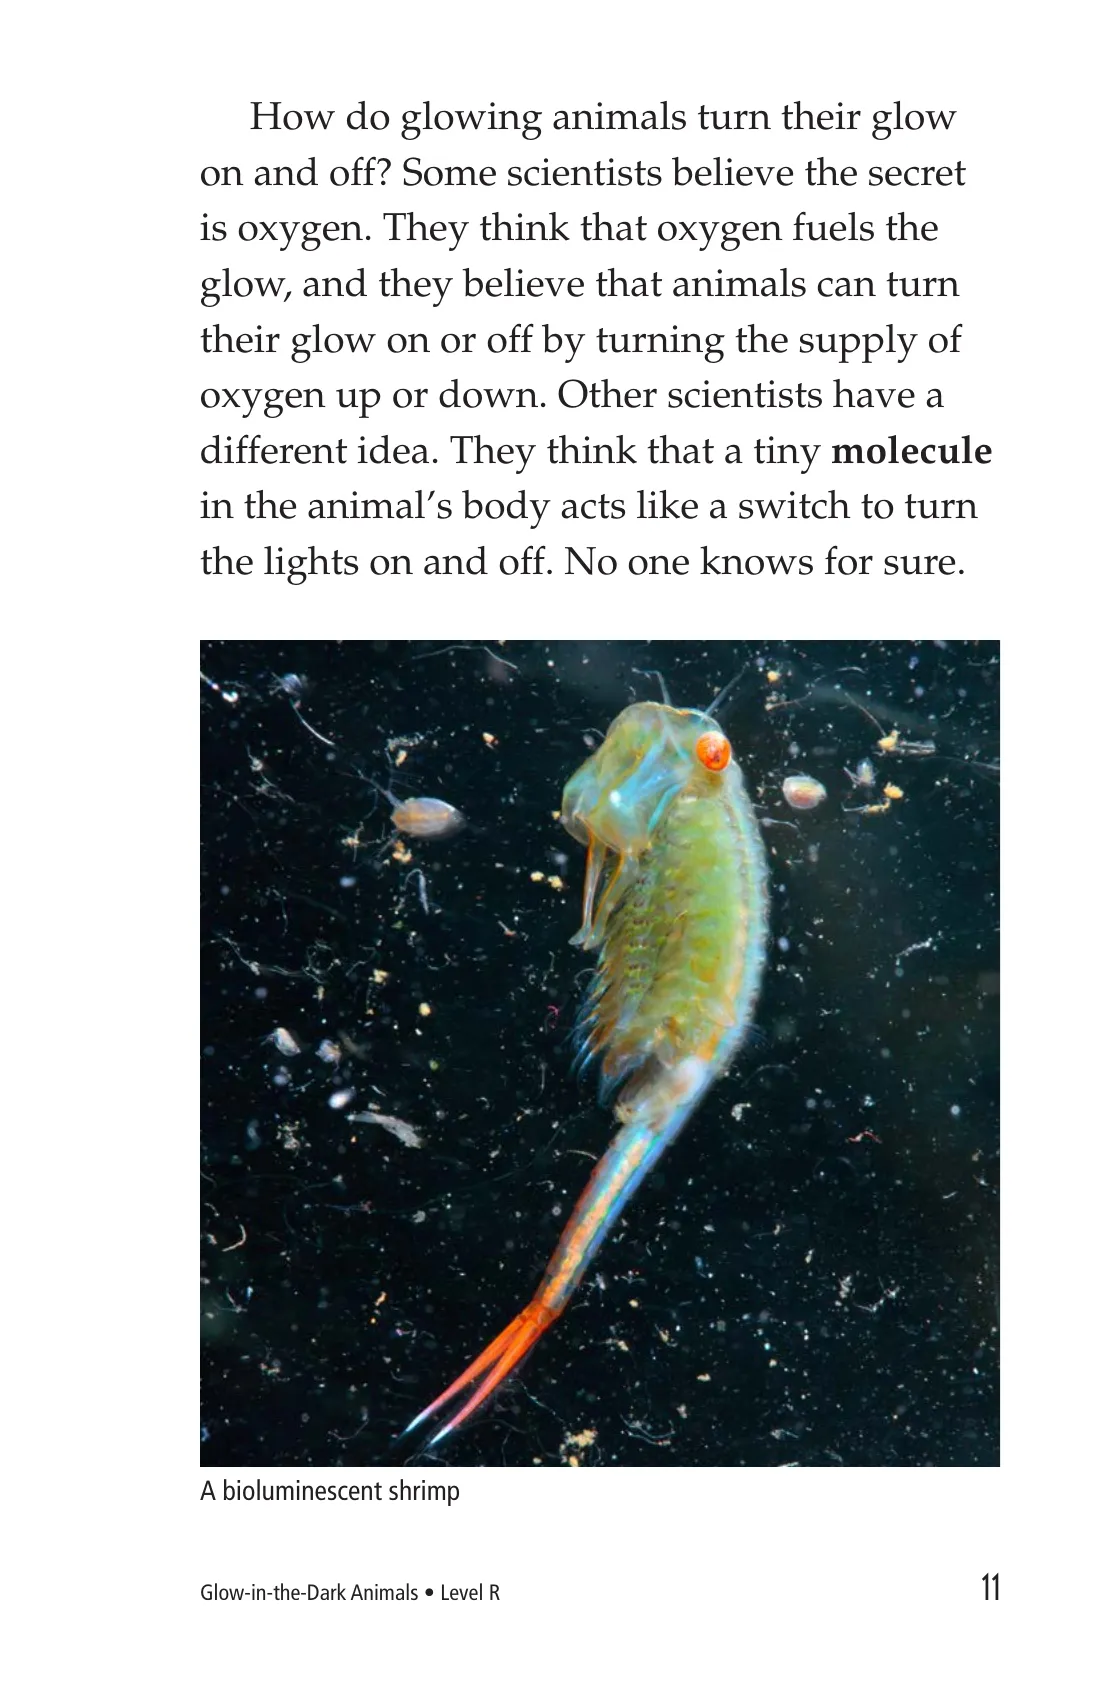 How do glowing animals turn their glow
on and off? Some scientists believe the secret
is oxygen. They think that oxygen fuels the
glow, and they believe that animals can turn
their glow on or off by turning the supply of
oxygen up or down. Other scientists have a
different idea. They think that a tiny molecule
in the animal’s body acts like a switch to turn
the lights on and off. No one knows for sure.
A bioluminescent shrimp
Glow-in-the-Dark Animals • Level R
11